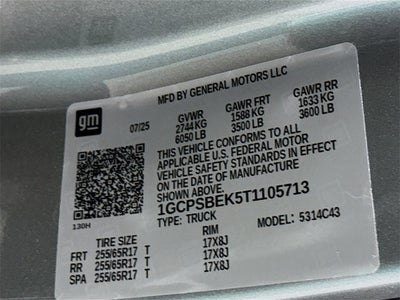 MFD BY GENERAL MOTORS LLC
gm
07/25
GVWR GAWR FRT GAWR RR
2744 KG 1588 KG 1633 KG
6050 LB 3500 LB 3600 LB
THIS VEHICLE CONFORMS TO ALL
APPLICABLE U.S. FEDERAL MOTOR
VEHICLE SAFETY STANDARDS IN EFFECT
ON THE DATE OF MANUFACTURE
SHOWN ABOVE.
1GCPSBEK5T1105713
TYPE: TRUCK MODEL: 5314C43
130H
TIRE SIZE RIM
FRT 255/65R17 T 17X8J
RR 255/65R17 T 17X8J
SPA 255/65R17 T 17X8J